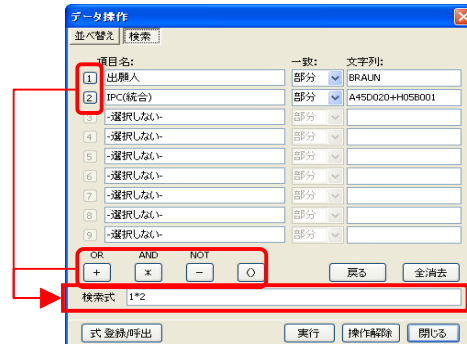 データ操作
並べ替え 検索
項目名: 一致: 文字列:
1 出願人 部分 BRAUN
2 IPC(統合) 部分 A45D020+H05B001
3 -選択しない- 部分
4 -選択しない- 部分
5 -選択しない- 部分
6 -選択しない- 部分
7 -選択しない- 部分
8 -選択しない- 部分
9 -選択しない- 部分
OR AND NOT
+ * - () 戻る 全消去
検索式 1*2
式登録/呼出 実行 操作解除 閉じる